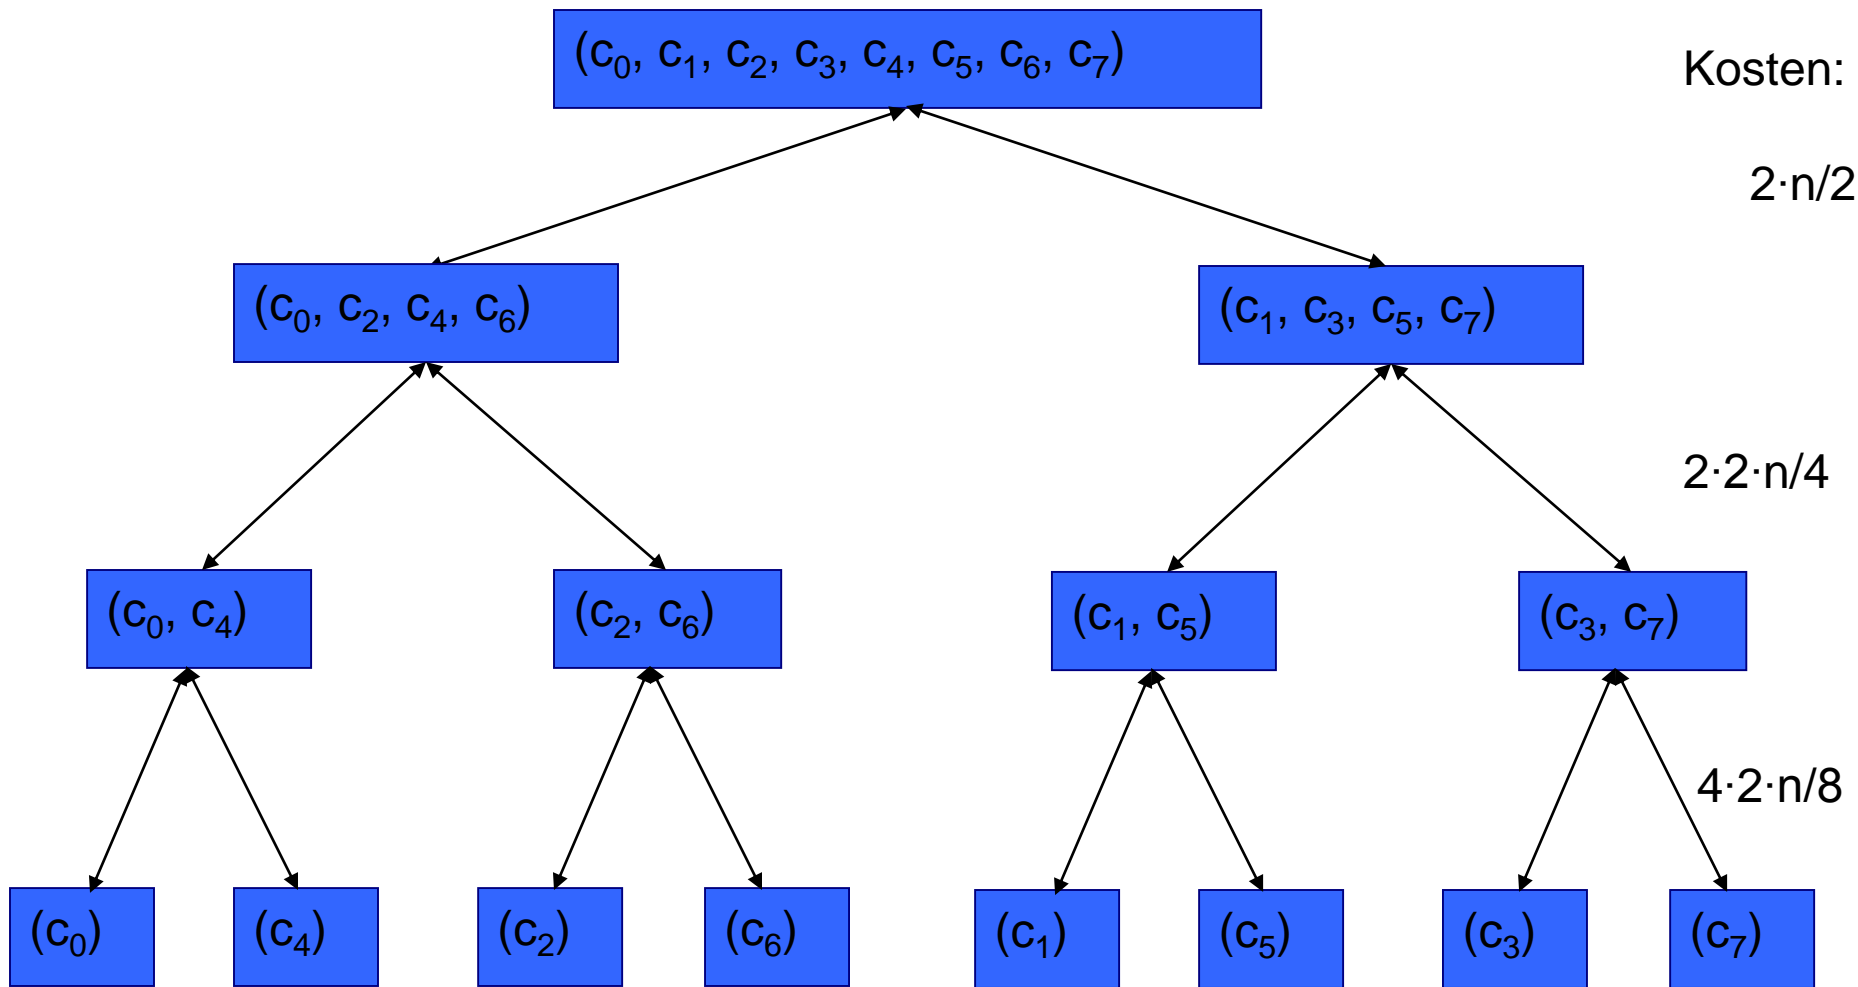 (c₀, c₁, c₂, c₃, c₄, c₅, c₆, c₇)
Kosten:
2·n/2
(c₀, c₂, c₄, c₆)
(c₁, c₃, c₅, c₇)
2·2·n/4
(c₀, c₄)
(c₂, c₆)
(c₁, c₅)
(c₃, c₇)
4·2·n/8
(c₀)
(c₄)
(c₂)
(c₆)
(c₁)
(c₅)
(c₃)
(c₇)